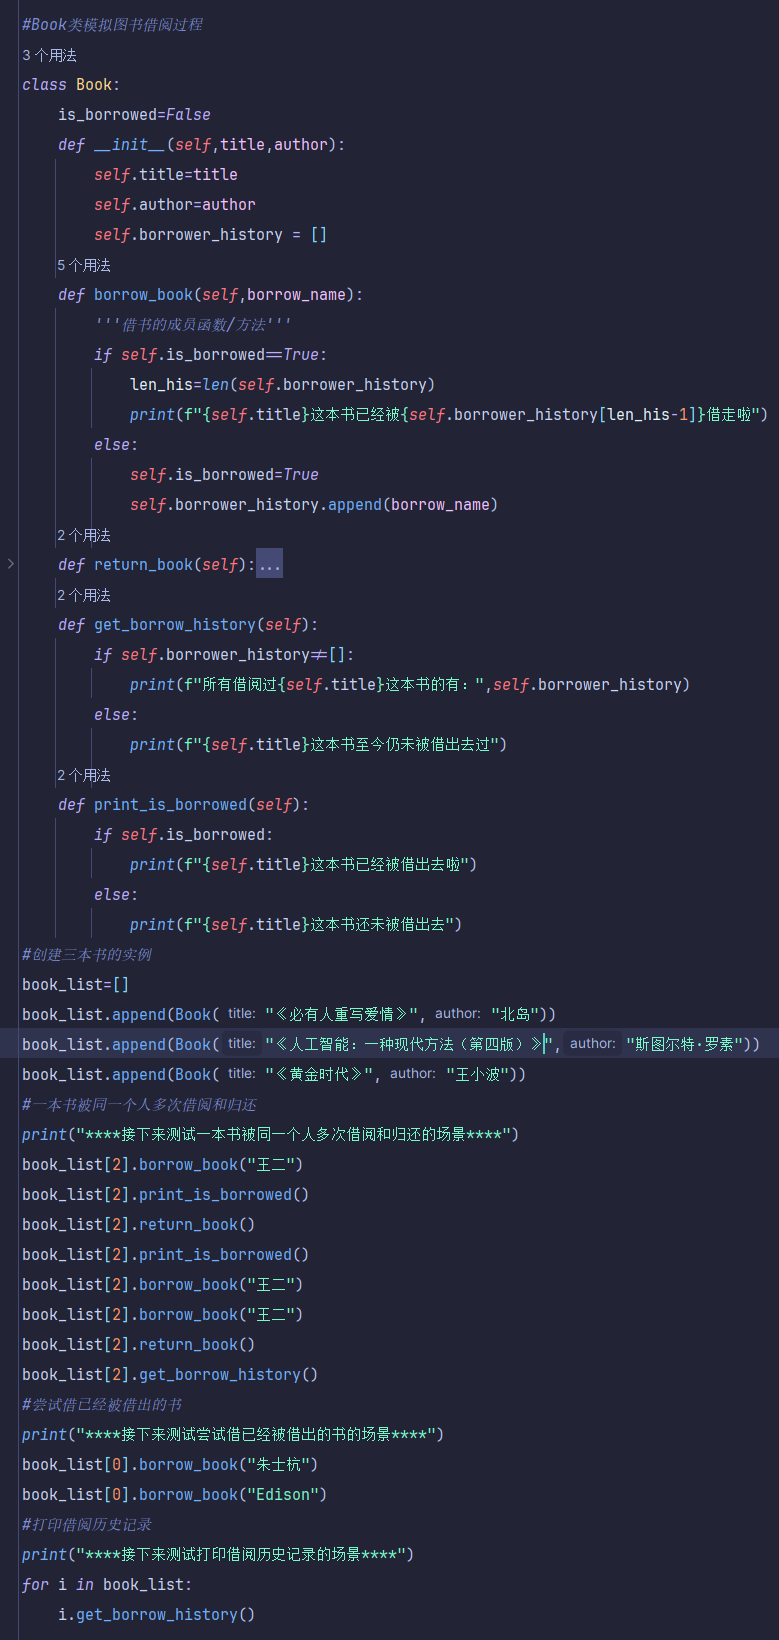 #Book类模拟图书借阅过程
3 个用法
class Book:
    is_borrowed=False
    def __init__(self,title,author):
        self.title=title
        self.author=author
        self.borrower_history = []
5 个用法
    def borrow_book(self,borrow_name):
        '''借书的成员函数/方法'''
        if self.is_borrowed==True:
            len_his=len(self.borrower_history)
            print(f"{self.title}这本书已经被{self.borrower_history[len_his-1]}借走啦")
        else:
            self.is_borrowed=True
            self.borrower_history.append(borrow_name)
2 个用法
    def return_book(self):...
2 个用法
    def get_borrow_history(self):
        if self.borrower_history≠[]:
            print(f"所有借阅过{self.title}这本书的有：",self.borrower_history)
        else:
            print(f"{self.title}这本书至今仍未被借出去过")
2 个用法
    def print_is_borrowed(self):
        if self.is_borrowed:
            print(f"{self.title}这本书已经被借出去啦")
        else:
            print(f"{self.title}这本书还未被借出去")
#创建三本书的实例
book_list=[]
book_list.append(Book( title: "《必有人重写爱情》", author: "北岛"))
book_list.append(Book( title: "《人工智能：一种现代方法（第四版）》", author: "斯图尔特·罗素"))
book_list.append(Book( title: "《黄金时代》", author: "王小波"))
#一本书被同一个人多次借阅和归还
print("****接下来测试一本书被同一个人多次借阅和归还的场景****")
book_list[2].borrow_book("王二")
book_list[2].print_is_borrowed()
book_list[2].return_book()
book_list[2].print_is_borrowed()
book_list[2].borrow_book("王二")
book_list[2].borrow_book("王二")
book_list[2].return_book()
book_list[2].get_borrow_history()
#尝试借已经被借出的书
print("****接下来测试尝试借已经被借出的书的场景****")
book_list[0].borrow_book("朱士杭")
book_list[0].borrow_book("Edison")
#打印借阅历史记录
print("****接下来测试打印借阅历史记录的场景****")
for i in book_list:
    i.get_borrow_history()